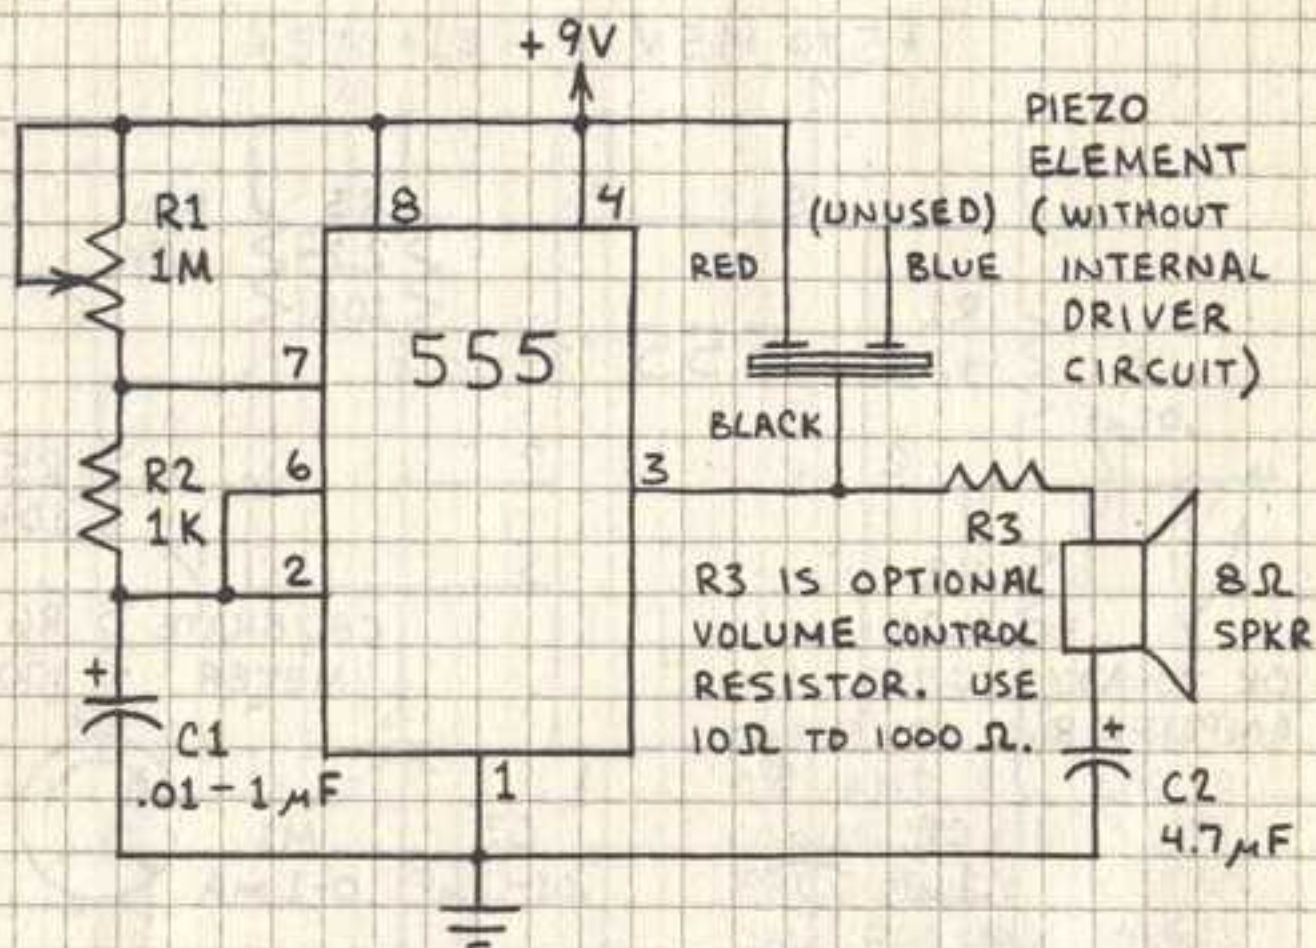 +9V
PIEZO
ELEMENT
(WITHOUT
INTERNAL
DRIVER
CIRCUIT)
8
4
R1
1M
(UNUSED)
RED
BLUE
7
555
BLACK
6
3
R2
1K
2
R3
R3 IS OPTIONAL
VOLUME CONTROL
RESISTOR. USE
10Ω TO 1000 Ω.
8Ω
SPKR
+
C1
.01-1μF
1
+
C2
4.7μF